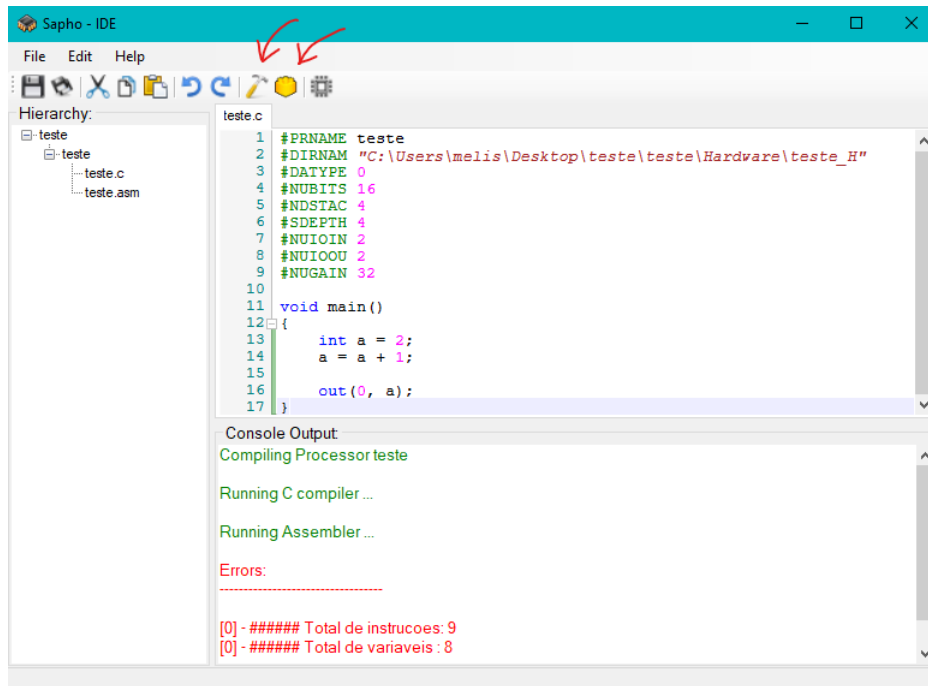 Sapho - IDE
File Edit Help
Hierarchy:
teste
teste
teste.c
teste.asm
teste.c
1 #PRNAME teste
2 #DIRNAM "C:\Users\melis\Desktop\teste\teste\Hardware\teste_H"
3 #DATYPE 0
4 #NUBITS 16
5 #NDSTAC 4
6 #SDEPTH 4
7 #NUIOIN 2
8 #NUIOOU 2
9 #NUGAIN 32
10
11 void main()
12 {
13 int a = 2;
14 a = a + 1;
15
16 out(0, a);
17 }
Console Output:
Compiling Processor teste
Running C compiler ...
Running Assembler ...
Errors:
----------------------------------
[0] - ###### Total de instrucoes: 9
[0] - ###### Total de variaveis : 8